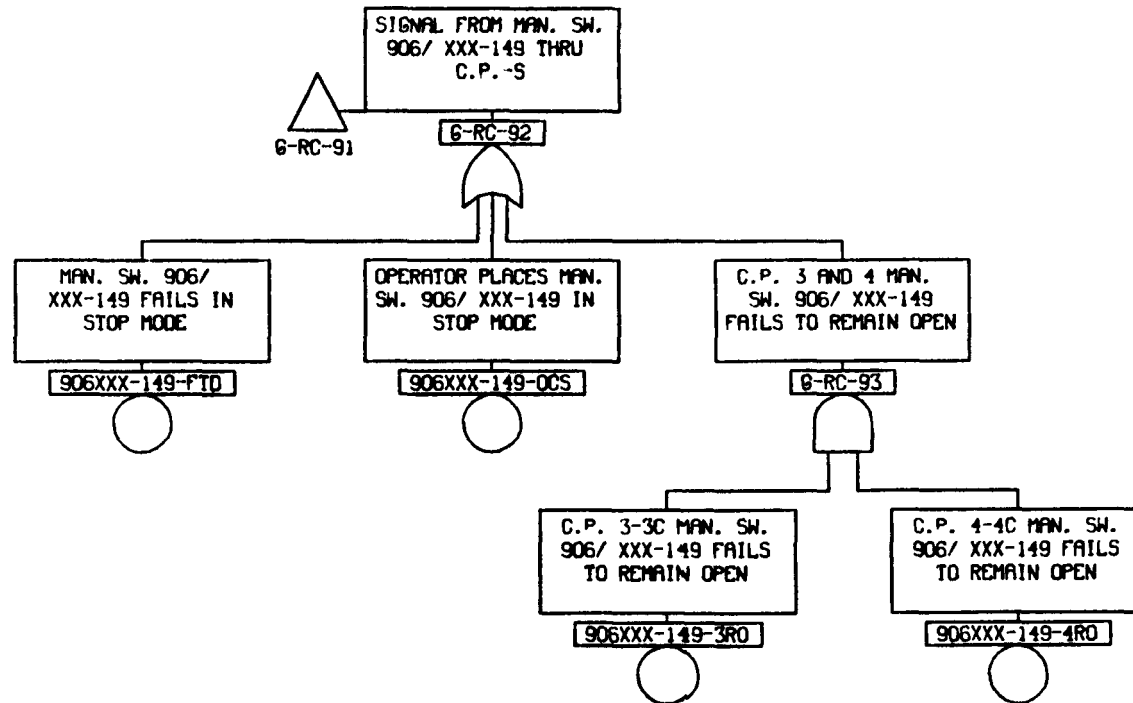 SIGNAL FROM MAN. SW.
906/ XXX-149 THRU
C.P.-S
G-RC-91
G-RC-92
MAN. SW. 906/
XXX-149 FAILS IN
STOP MODE
906XXX-149-FTD
OPERATOR PLACES MAN.
SW. 906/ XXX-149 IN
STOP MODE
906XXX-149-OCS
C.P. 3 AND 4 MAN.
SW. 906/ XXX-149
FAILS TO REMAIN OPEN
G-RC-93
C.P. 3-3C MAN. SW.
906/ XXX-149 FAILS
TO REMAIN OPEN
906XXX-149-3RO
C.P. 4-4C MAN. SW.
906/ XXX-149 FAILS
TO REMAIN OPEN
906XXX-149-4RO